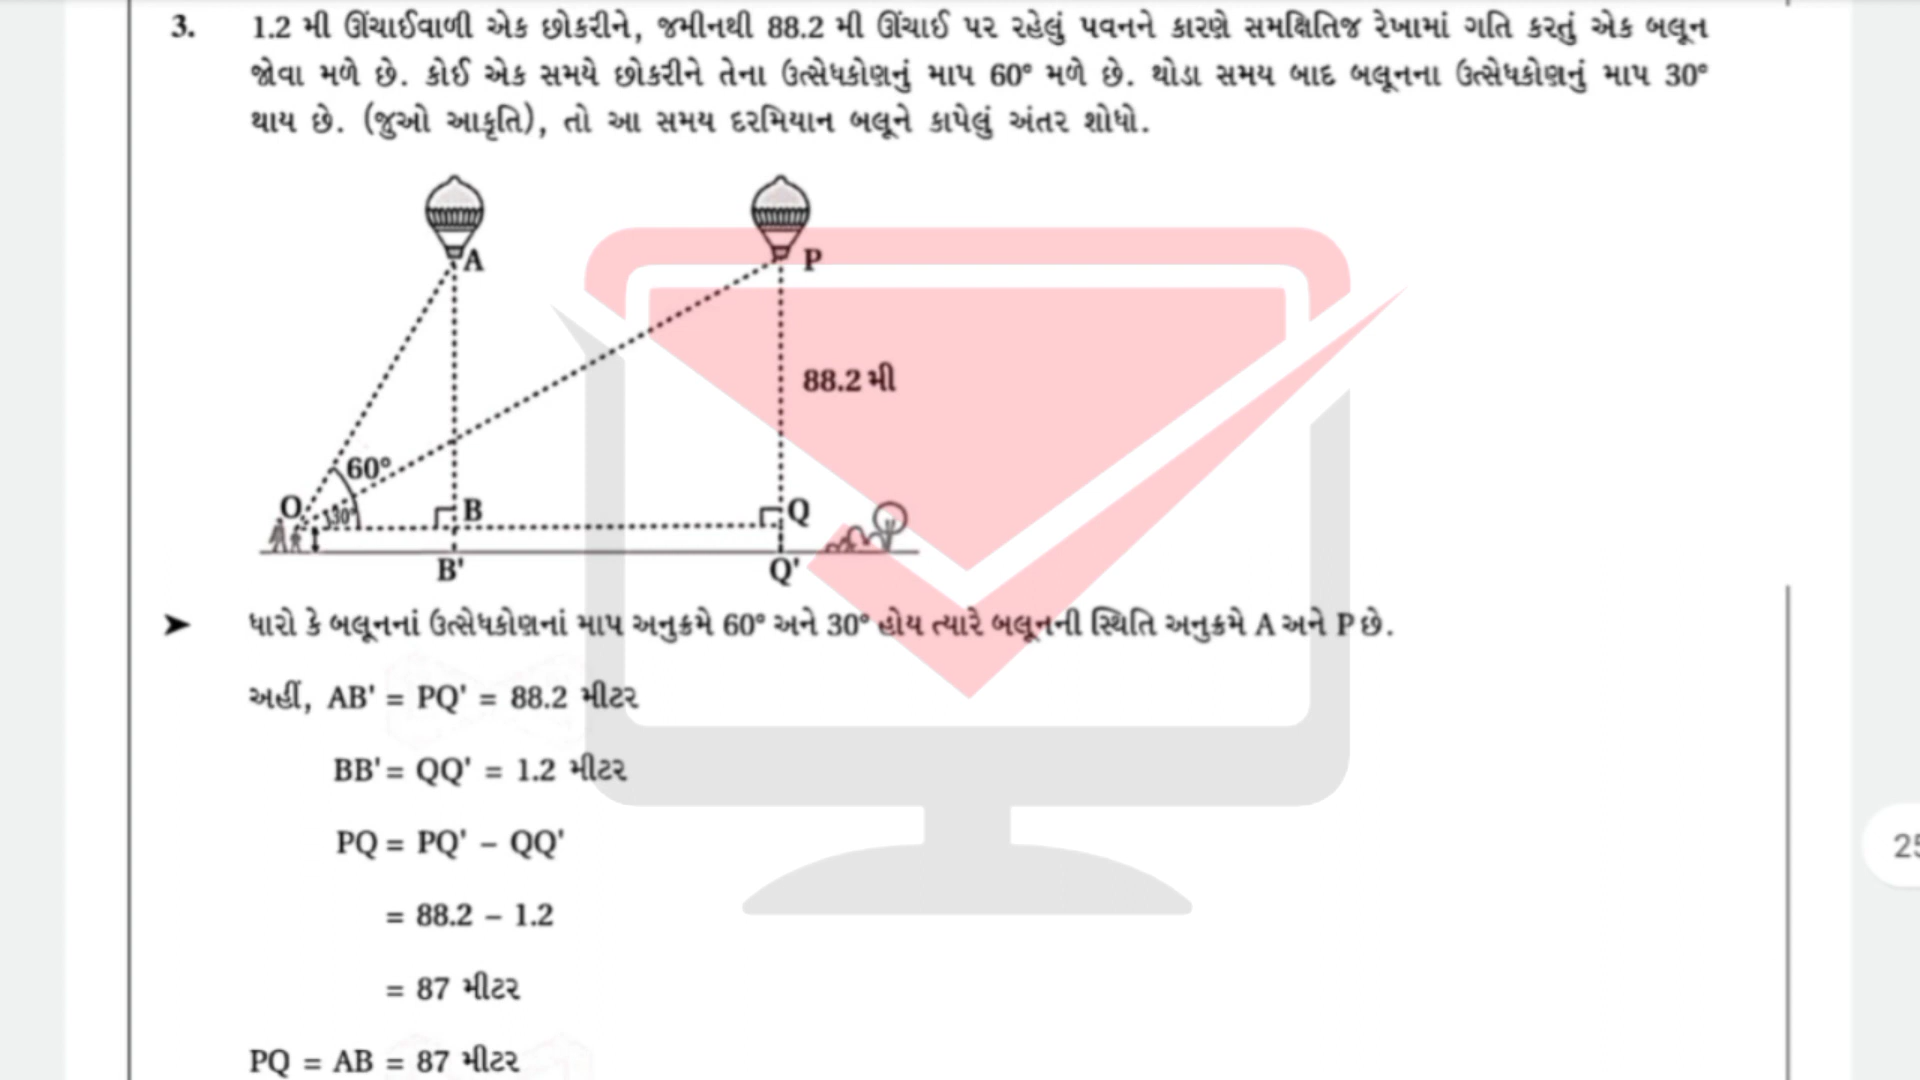 3. 1.2 મી ઊંચાઈવાળી એક છોકરીને, જમીનથી 88.2 મી ઊંચાઈ પર રહેલું પવનને કારણે સમક્ષિતિજ રેખામાં ગતિ કરતું એક બલૂન
જોવા મળે છે. કોઈ એક સમયે છોકરીને તેના ઉત્સેધકોણનું માપ 60° મળે છે. થોડા સમય બાદ બલૂનના ઉત્સેધકોણનું માપ 30°
થાય છે. (જુઓ આકૃતિ), તો આ સમય દરમિયાન બલૂને કાપેલું અંતર શોધો.
A
P
88.2 મી
60°
O
30°
B
Q
B'
Q'
➤ ધારો કે બલૂનનાં ઉત્સેધકોણનાં માપ અનુક્રમે 60° અને 30° હોય ત્યારે બલૂનની સ્થિતિ અનુક્રમે A અને P છે.
અહીં, AB' = PQ' = 88.2 મીટર
BB' = QQ' = 1.2 મીટર
PQ = PQ' – QQ'
25
= 88.2 – 1.2
= 87 મીટર
PQ = AB = 87 મીટર